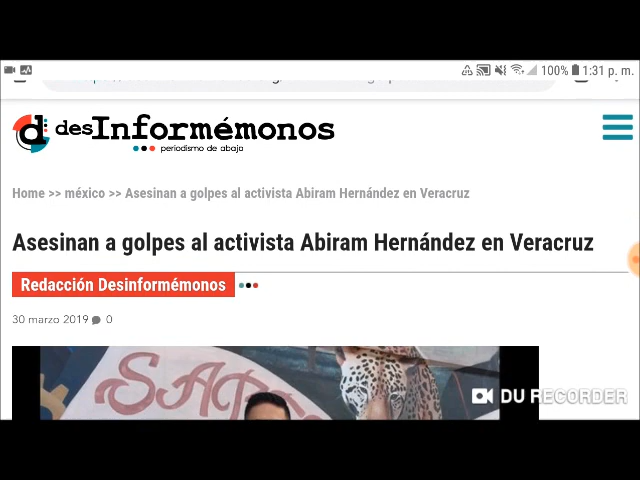 100% 1:31 p. m.
desInformémonos
periodismo de abajo
Home >> méxico >> Asesinan a golpes al activista Abiram Hernández en Veracruz
Asesinan a golpes al activista Abiram Hernández en Veracruz
Redacción Desinformémonos
30 marzo 2019 0
DU RECORDER